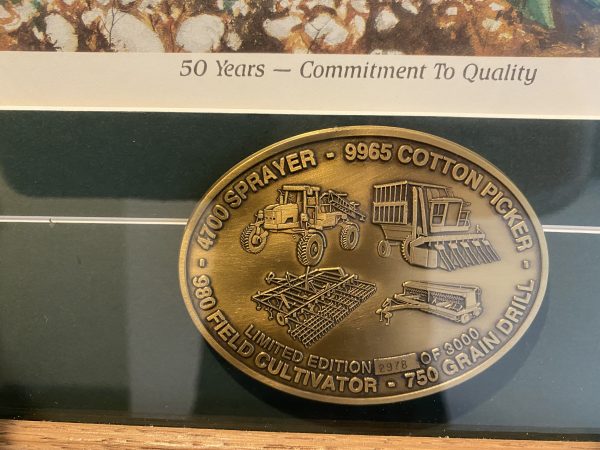 50 Years — Commitment To Quality
4700 SPRAYER - 9965 COTTON PICKER
LIMITED EDITION 2978 OF 3000
- 980 FIELD CULTIVATOR - 750 GRAIN DRILL -